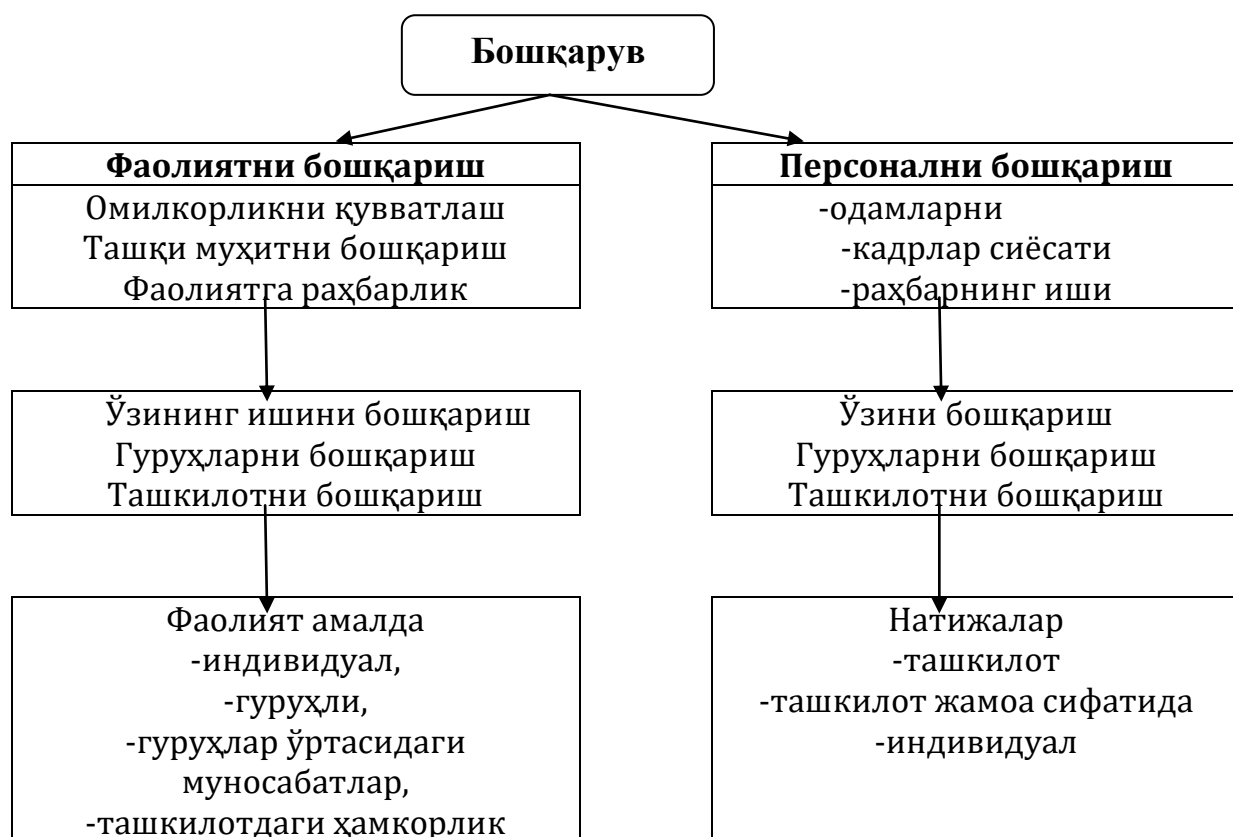 Бошқарув
Фаолиятни бошқариш
Омилкорликни қувватлаш
Ташқи муҳитни бошқариш
Фаолиятга раҳбарлик
Ўзининг ишини бошқариш
Гуруҳларни бошқариш
Ташкилотни бошқариш
Фаолият амалда
-индивидуал,
-гуруҳли,
-гуруҳлар ўртасидаги
муносабатлар,
-ташкилотдаги ҳамкорлик
Персонални бошқариш
-одамларни
-кадрлар сиёсати
-раҳбарнинг иши
Ўзини бошқариш
Гуруҳларни бошқариш
Ташкилотни бошқариш
Натижалар
-ташкилот
-ташкилот жамоа сифатида
-индивидуал